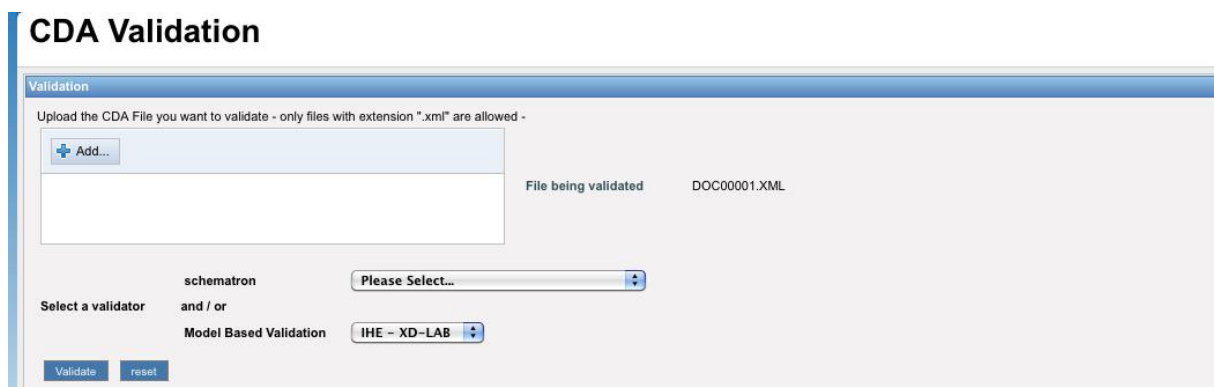 CDA Validation
Validation
Upload the CDA File you want to validate - only files with extension ".xml" are allowed -
Add...
File being validated DOC00001.XML
schematron Please Select...
Select a validator and / or
Model Based Validation IHE - XD-LAB
Validate reset